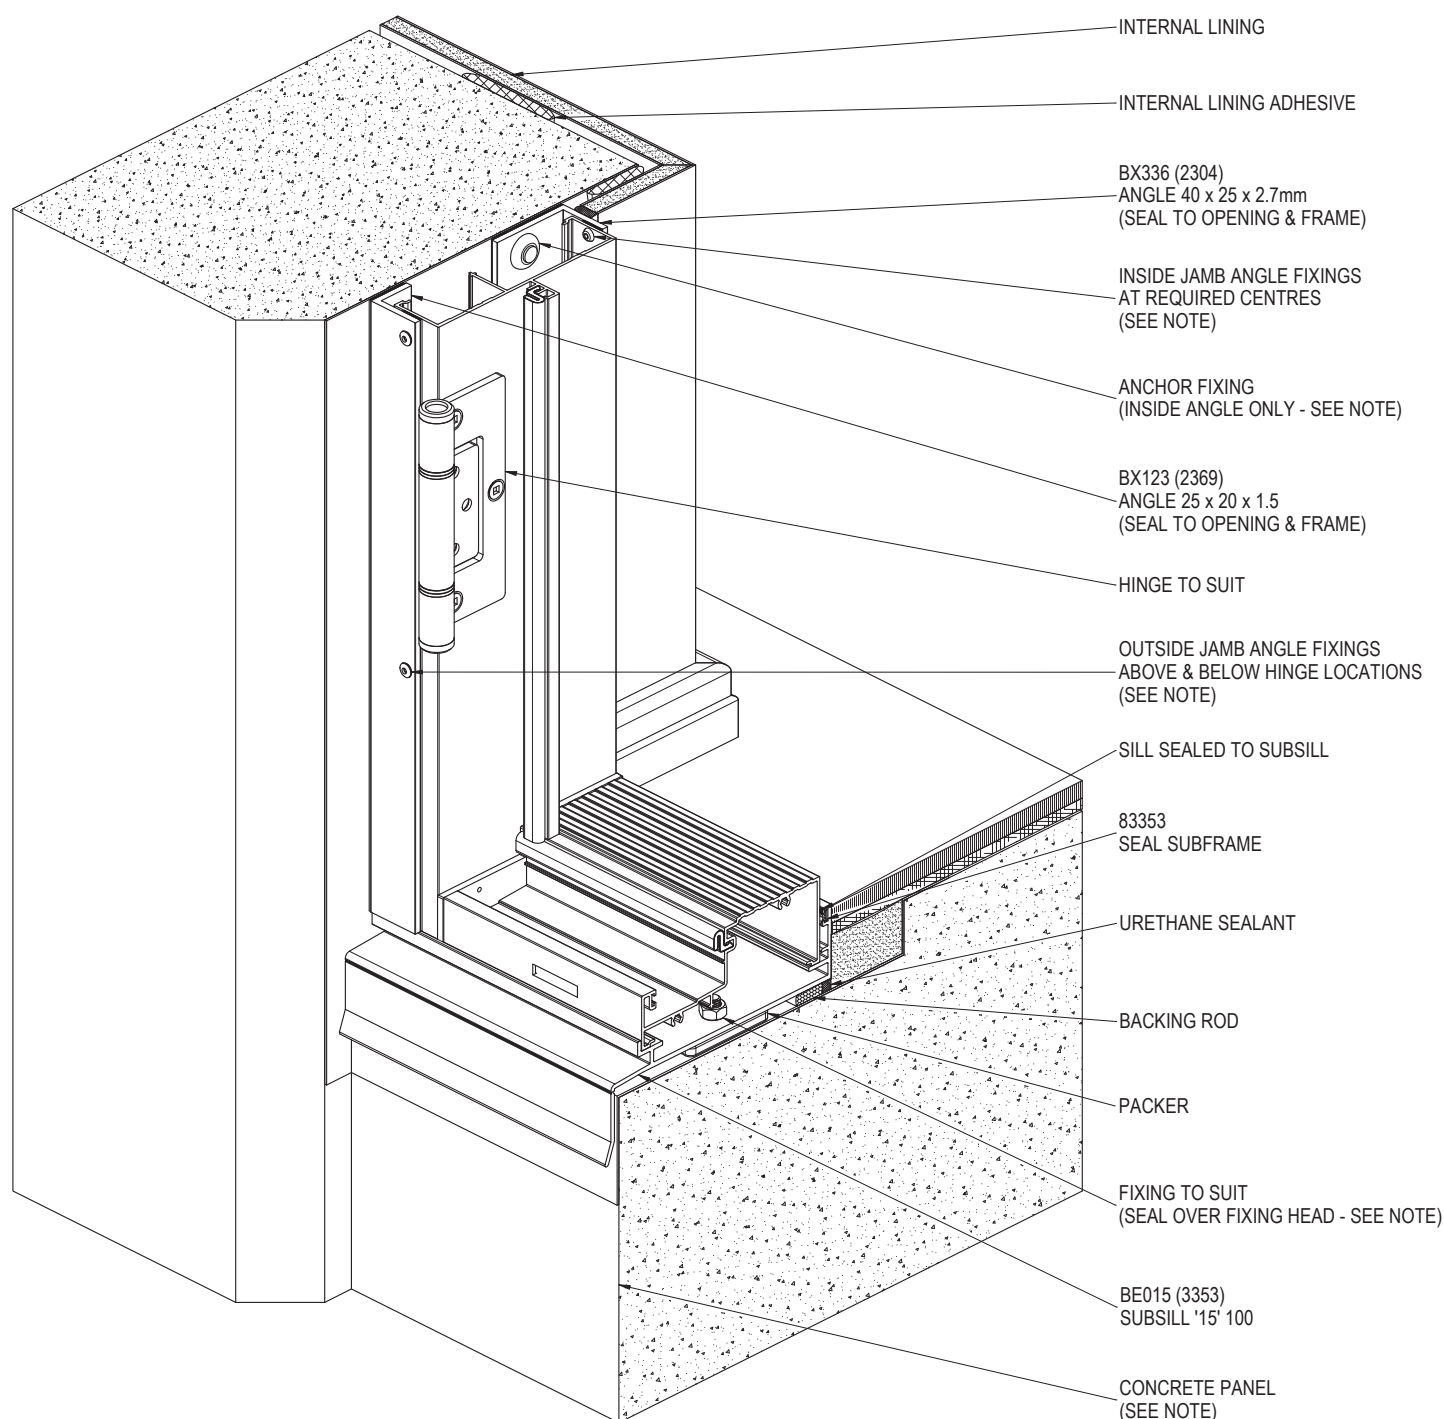 INTERNAL LINING
INTERNAL LINING ADHESIVE
BX336 (2304)
ANGLE 40 x 25 x 2.7mm
(SEAL TO OPENING & FRAME)
INSIDE JAMB ANGLE FIXINGS
AT REQUIRED CENTRES
(SEE NOTE)
ANCHOR FIXING
(INSIDE ANGLE ONLY - SEE NOTE)
BX123 (2369)
ANGLE 25 x 20 x 1.5
(SEAL TO OPENING & FRAME)
HINGE TO SUIT
OUTSIDE JAMB ANGLE FIXINGS
ABOVE & BELOW HINGE LOCATIONS
(SEE NOTE)
SILL SEALED TO SUBSILL
83353
SEAL SUBFRAME
URETHANE SEALANT
BACKING ROD
PACKER
FIXING TO SUIT
(SEAL OVER FIXING HEAD - SEE NOTE)
BE015 (3353)
SUBSILL '15' 100
CONCRETE PANEL
(SEE NOTE)